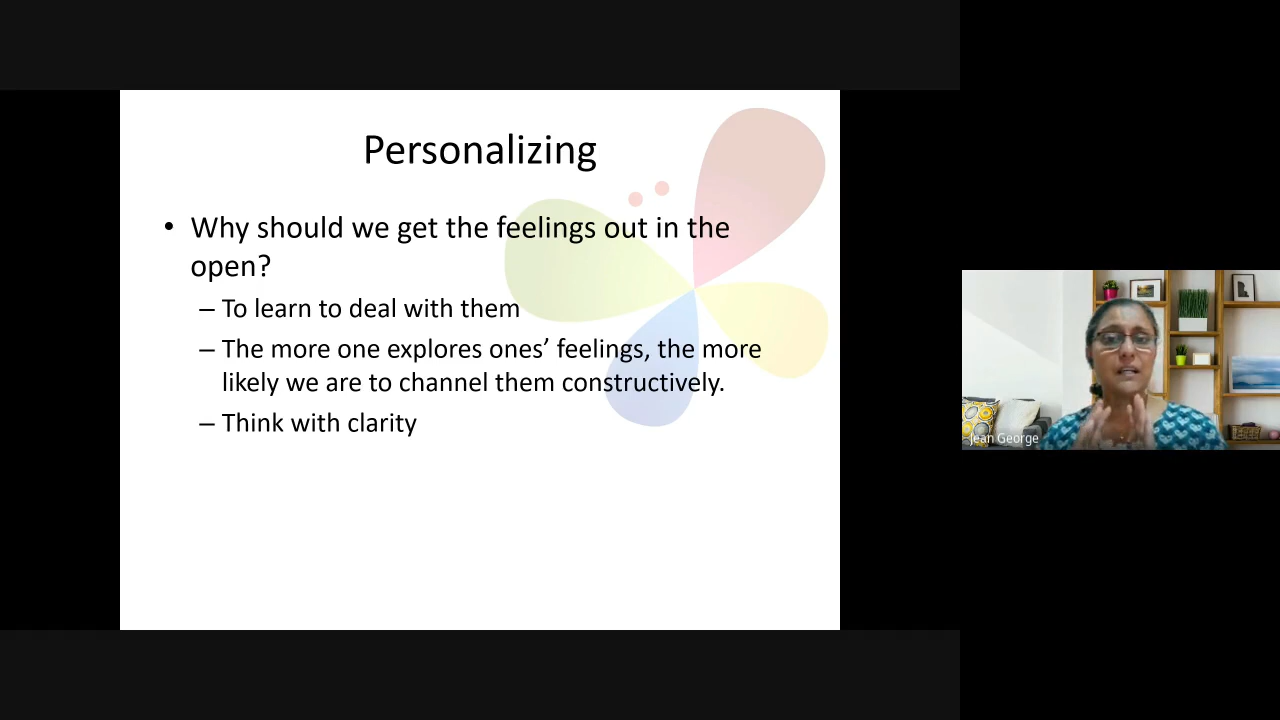 Personalizing
• Why should we get the feelings out in the
open?
– To learn to deal with them
– The more one explores ones’ feelings, the more
likely we are to channel them constructively.
– Think with clarity
Jean George